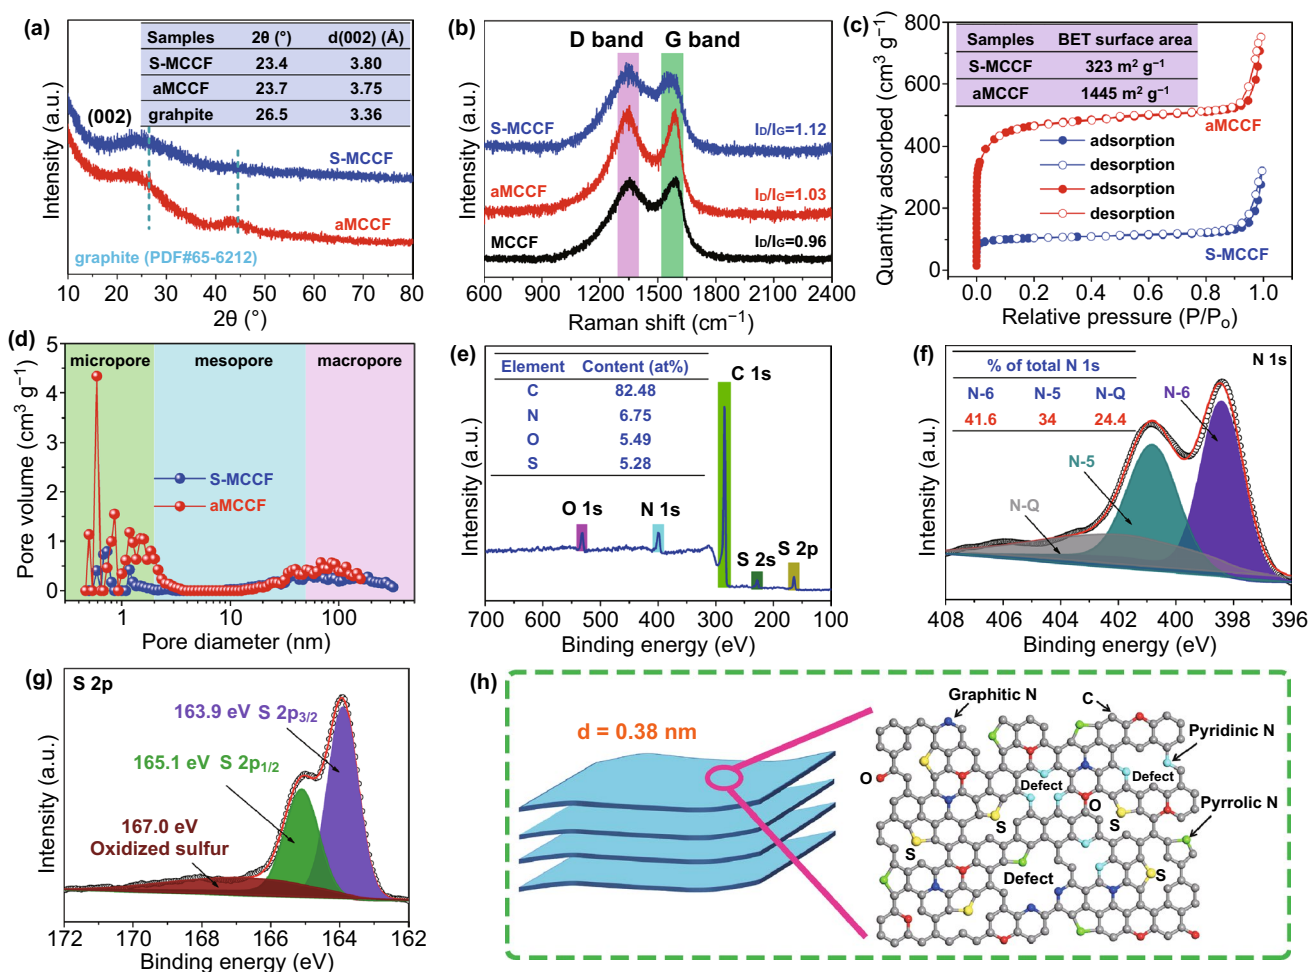 (a)
Samples 2θ (°) d(002) (Å)
S-MCCF 23.4 3.80
aMCCF 23.7 3.75
grahpite 26.5 3.36
(002)
S-MCCF
aMCCF
graphite (PDF#65-6212)
Intensity (a.u.)
10 20 30 40 50 60 70 80
2θ (°)
(b)
D band G band
S-MCCF I_D/I_G=1.12
aMCCF I_D/I_G=1.03
MCCF I_D/I_G=0.96
Intensity (a.u.)
600 900 1200 1500 1800 2100 2400
Raman shift (cm⁻¹)
(c)
Samples BET surface area
S-MCCF 323 m² g⁻¹
aMCCF 1445 m² g⁻¹
aMCCF
adsorption
desorption
adsorption
desorption
S-MCCF
Quantity adsorbed (cm³ g⁻¹)
800
600
400
200
0
0.0 0.2 0.4 0.6 0.8 1.0
Relative pressure (P/Pₒ)
(d)
micropore mesopore macropore
S-MCCF
aMCCF
Pore volume (cm³ g⁻¹)
5
4
3
2
1
0
1 10 100
Pore diameter (nm)
(e)
Element Content (at%)
C 82.48
N 6.75
O 5.49
S 5.28
C 1s
O 1s N 1s
S 2s S 2p
Intensity (a.u.)
700 600 500 400 300 200 100
Binding energy (eV)
(f)
N 1s
% of total N 1s
N-6 N-5 N-Q
41.6 34 24.4
N-6
N-5
N-Q
Intensity (a.u.)
408 406 404 402 400 398 396
Binding energy (eV)
(g)
S 2p
163.9 eV S 2p3/2
165.1 eV S 2p1/2
167.0 eV
Oxidized sulfur
Intensity (a.u.)
172 170 168 166 164 162
Binding energy (eV)
(h)
d = 0.38 nm
Graphitic N C
Pyridinic N
O
Defect Defect
O
Pyrrolic N
S S
S
Defect S